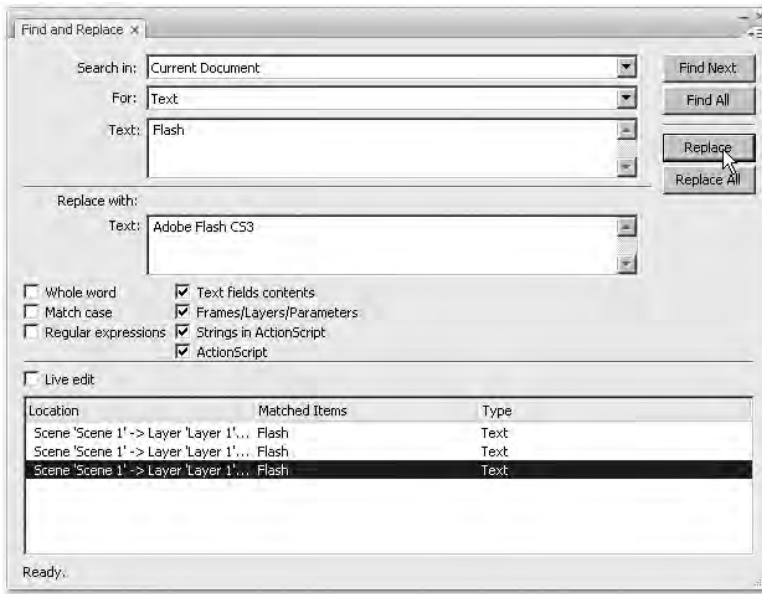 Find and Replace x
Search in: Current Document
Find Next
For: Text
Find All
Text: Flash
Replace
Replace All
Replace with:
Text: Adobe Flash CS3
Whole word
Text fields contents
Match case
Frames/Layers/Parameters
Regular expressions
Strings in ActionScript
ActionScript
Live edit
Location Matched Items Type
Scene 'Scene 1' -> Layer 'Layer 1'... Flash Text
Scene 'Scene 1' -> Layer 'Layer 1'... Flash Text
Scene 'Scene 1' -> Layer 'Layer 1'... Flash Text
Ready.